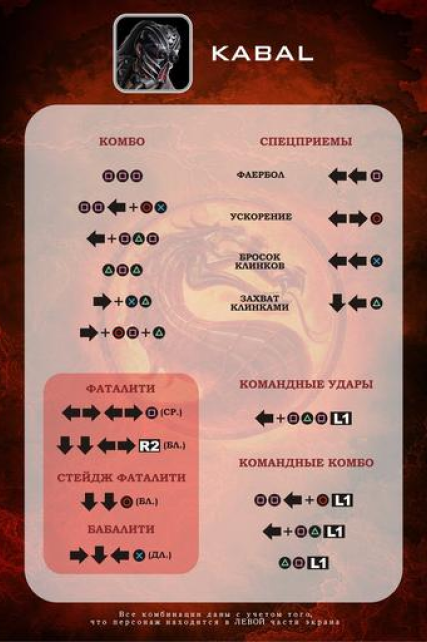 KABAL
КОМБО
СПЕЦПРИЕМЫ
ФАЕРБОЛ
УСКОРЕНИЕ
БРОСОК
КЛИНКОВ
ЗАХВАТ
КЛИНКАМИ
ФАТАЛИТИ
(СР.)
R2 (БЛ.)
СТЕЙДЖ ФАТАЛИТИ
(БЛ.)
БАБАЛИТИ
(ДЛ.)
КОМАНДНЫЕ УДАРЫ
L1
КОМАНДНЫЕ КОМБО
L1
L1
L1
Все комбинации даны с учетом того,
что персонаж находится в ЛЕВОЙ части экрана